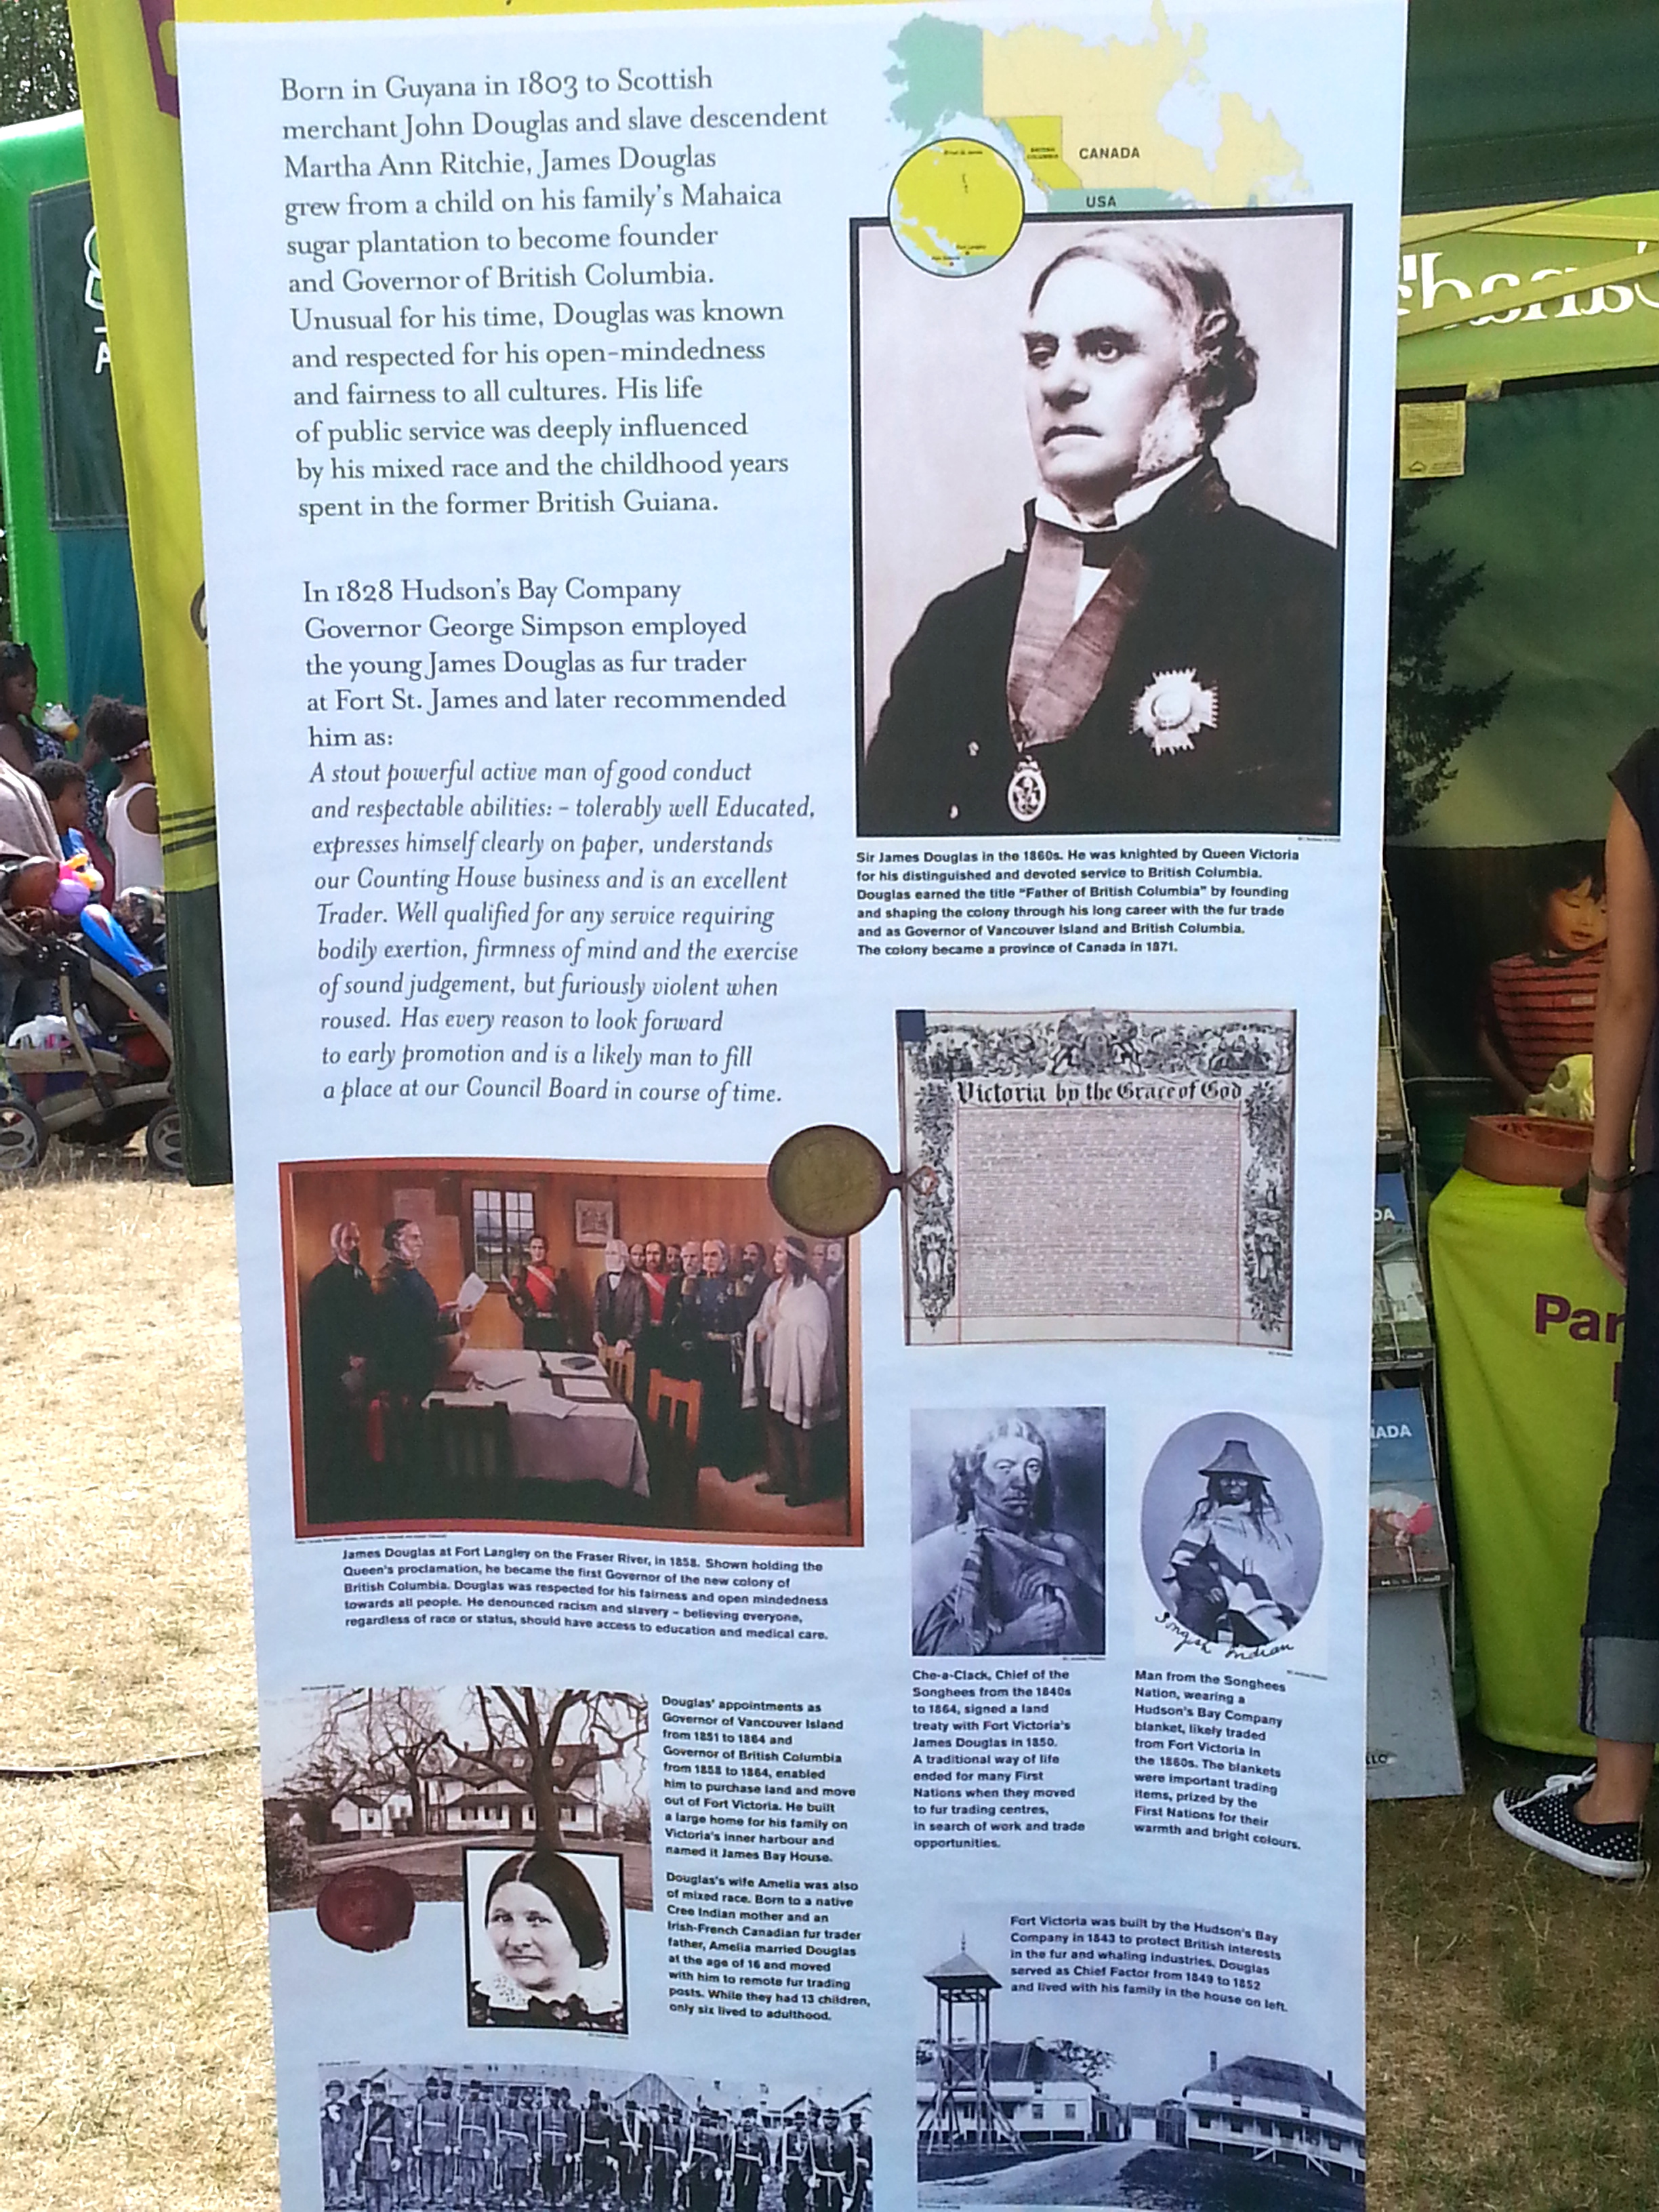 Born in Guyana in 1803 to Scottish
merchant John Douglas and slave descendent
Martha Ann Ritchie, James Douglas
grew from a child on his family's Mahaica
sugar plantation to become founder
and Governor of British Columbia.
Unusual for his time, Douglas was known
and respected for his open-mindedness
and fairness to all cultures. His life
of public service was deeply influenced
by his mixed race and the childhood years
spent in the former British Guiana.
In 1828 Hudson's Bay Company
Governor George Simpson employed
the young James Douglas as fur trader
at Fort St. James and later recommended
him as:
A stout powerful active man of good conduct
and respectable abilities: – tolerably well Educated,
expresses himself clearly on paper, understands
our Counting House business and is an excellent
Trader. Well qualified for any service requiring
bodily exertion, firmness of mind and the exercise
of sound judgement, but furiously violent when
roused. Has every reason to look forward
to early promotion and is a likely man to fill
a place at our Council Board in course of time.
BRITISH
COLUMBIA
CANADA
USA
Sir James Douglas in the 1860s. He was knighted by Queen Victoria
for his distinguished and devoted service to British Columbia.
Douglas earned the title "Father of British Columbia" by founding
and shaping the colony through his long career with the fur trade
and as Governor of Vancouver Island and British Columbia.
The colony became a province of Canada in 1871.
Victoria by the Grace of God
James Douglas at Fort Langley on the Fraser River, in 1858. Shown holding the
Queen's proclamation, he became the first Governor of the new colony of
British Columbia. Douglas was respected for his fairness and open mindedness
towards all people. He denounced racism and slavery – believing everyone,
regardless of race or status, should have access to education and medical care.
Indian
Che-a-Clack, Chief of the
Songhees from the 1840s
to 1864, signed a land
treaty with Fort Victoria's
James Douglas in 1850.
A traditional way of life
ended for many First
Nations when they moved
to fur trading centres,
in search of work and trade
opportunities.
Man from the Songhees
Nation, wearing a
Hudson's Bay Company
blanket, likely traded
from Fort Victoria in
the 1860s. The blankets
were important trading
items, prized by the
First Nations for their
warmth and bright colours.
Douglas' appointments as
Governor of Vancouver Island
from 1851 to 1864 and
Governor of British Columbia
from 1858 to 1864, enabled
him to purchase land and move
out of Fort Victoria. He built
a large home for his family on
Victoria's inner harbour and
named it James Bay House.
Douglas's wife Amelia was also
of mixed race. Born to a native
Cree Indian mother and an
Irish-French Canadian fur trader
father, Amelia married Douglas
at the age of 16 and moved
with him to remote fur trading
posts. While they had 13 children,
only six lived to adulthood.
Fort Victoria was built by the Hudson's Bay
Company in 1843 to protect British interests
in the fur and whaling industries. Douglas
served as Chief Factor from 1849 to 1852
and lived with his family in the house on left.
Par